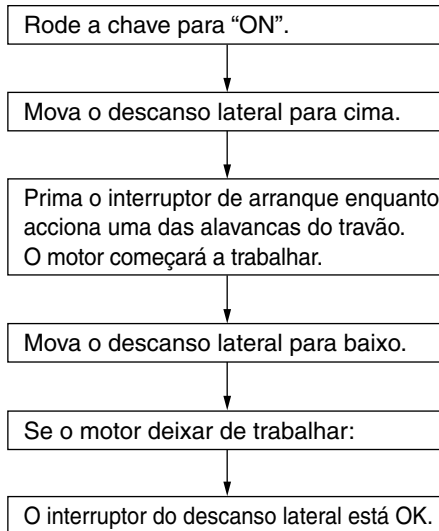 Rode a chave para “ON”.
Mova o descanso lateral para cima.
Prima o interruptor de arranque enquanto
acciona uma das alavancas do travão.
O motor começará a trabalhar.
Mova o descanso lateral para baixo.
Se o motor deixar de trabalhar:
O interruptor do descanso lateral está OK.